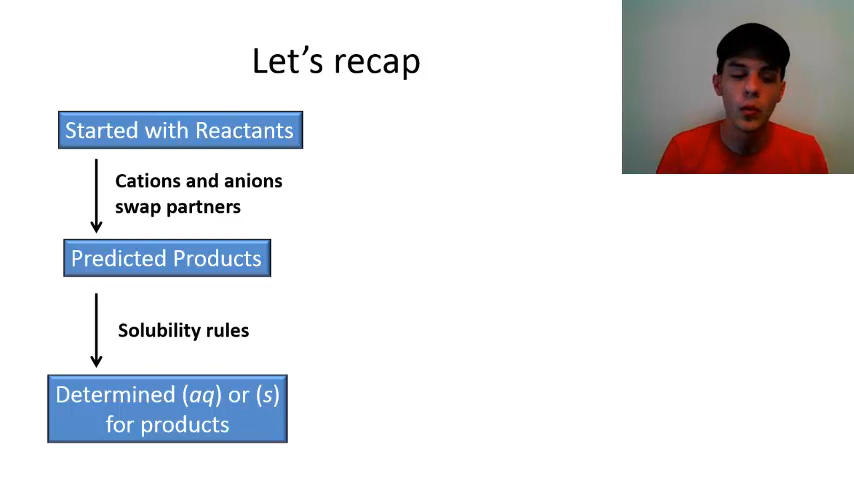 Let's recap
Started with Reactants
Cations and anions
swap partners
Predicted Products
Solubility rules
Determined (aq) or (s)
for products